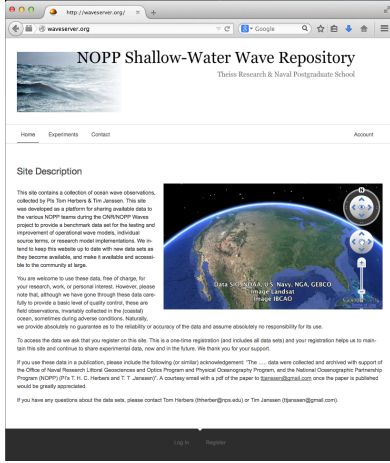 http://waveserver.org/
waveserver.org
Google
NOPP Shallow-Water Wave Repository
Theiss Research & Naval Postgraduate School
Home Experiments Contact Account
Site Description
This site contains a collection of ocean wave observations,
collected by PIs Tom Herbers & Tim Janssen. This site
was developed as a platform for sharing available data to
the various NOPP teams during the ONR/NOPP Waves
project to provide a benchmark data set for the testing and
improvement of operational wave models, individual
source terms, or research model implementations. We in-
tend to keep this website up to date with new data sets as
they become available, and make it available and accessi-
ble to the community at large.
Data SIO, NOAA, U.S. Navy, NGA, GEBCO
Image Landsat
Image IBCAO
You are welcome to use these data, free of charge, for
your research, work, or personal interest. However, please
note that, although we have gone through these data care-
fully to provide a basic level of quality control, these are
field observations, invariably collected in the (coastal)
ocean, sometimes during adverse conditions. Naturally,
we provide absolutely no guarantee as to the reliability or accuracy of the data and assume absolutely no responsibility for its use.
To access the data we ask that you register on this site. This is a one-time registration (and includes all data sets) and your registration helps us to main-
tain this site and continue to share experimental data, now and in the future. We thank you for your support.
If you use these data in a publication, please include the following (or similar) acknowledgement: "The ..... data were collected and archived with support of
the Office of Naval Research Littoral Geosciences and Optics Program and Physical Oceanography Program, and the National Oceanographic Partnership
Program (NOPP) (PI's T. H. C. Herbers and T. T. Janssen)". A courtesy email with a pdf of the paper to ttjanssen@gmail.com once the paper is published
would be greatly appreciated.
If you have any questions about the data sets, please contact Tom Herbers (thherber@nps.edu) or Tim Janssen (ttjanssen@gmail.com).
Log In Register